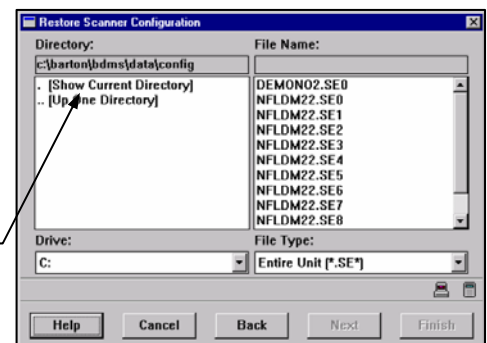 Restore Scanner Configuration
Directory:
c:\barton\bdms\data\config
. [Show Current Directory]
.. [Up One Directory]
Drive:
C:
File Name:
DEMONO2.SE0
NFLDM22.SE0
NFLDM22.SE1
NFLDM22.SE2
NFLDM22.SE3
NFLDM22.SE4
NFLDM22.SE5
NFLDM22.SE6
NFLDM22.SE7
NFLDM22.SE8
File Type:
Entire Unit (*.SE*)
Help
Cancel
Back
Next
Finish